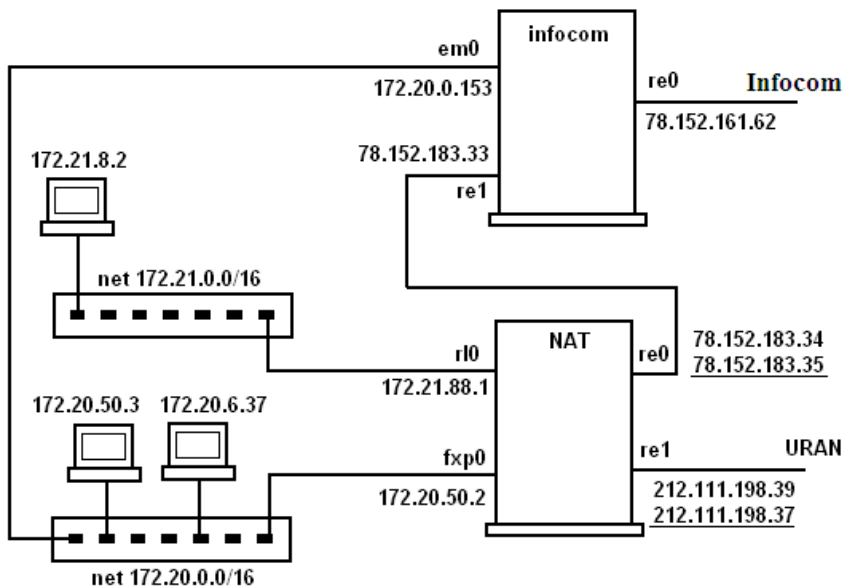 infocom
em0
172.20.0.153
re0
Infocom
78.152.161.62
78.152.183.33
re1
172.21.8.2
net 172.21.0.0/16
NAT
rl0
172.21.88.1
re0
78.152.183.34
78.152.183.35
172.20.50.3
172.20.6.37
fxp0
172.20.50.2
re1
URAN
212.111.198.39
212.111.198.37
net 172.20.0.0/16